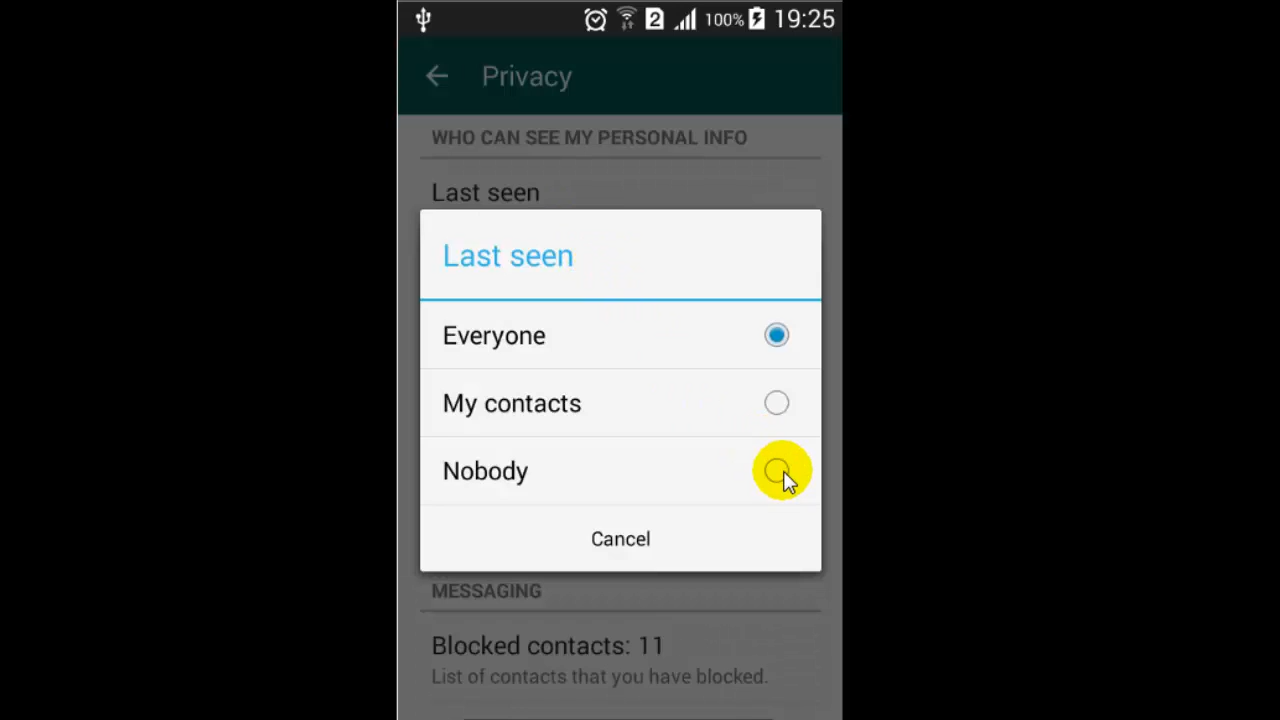 2 100% 19:25
Privacy
WHO CAN SEE MY PERSONAL INFO
Last seen
Last seen
Everyone
My contacts
Nobody
Cancel
MESSAGING
Blocked contacts: 11
List of contacts that you have blocked.